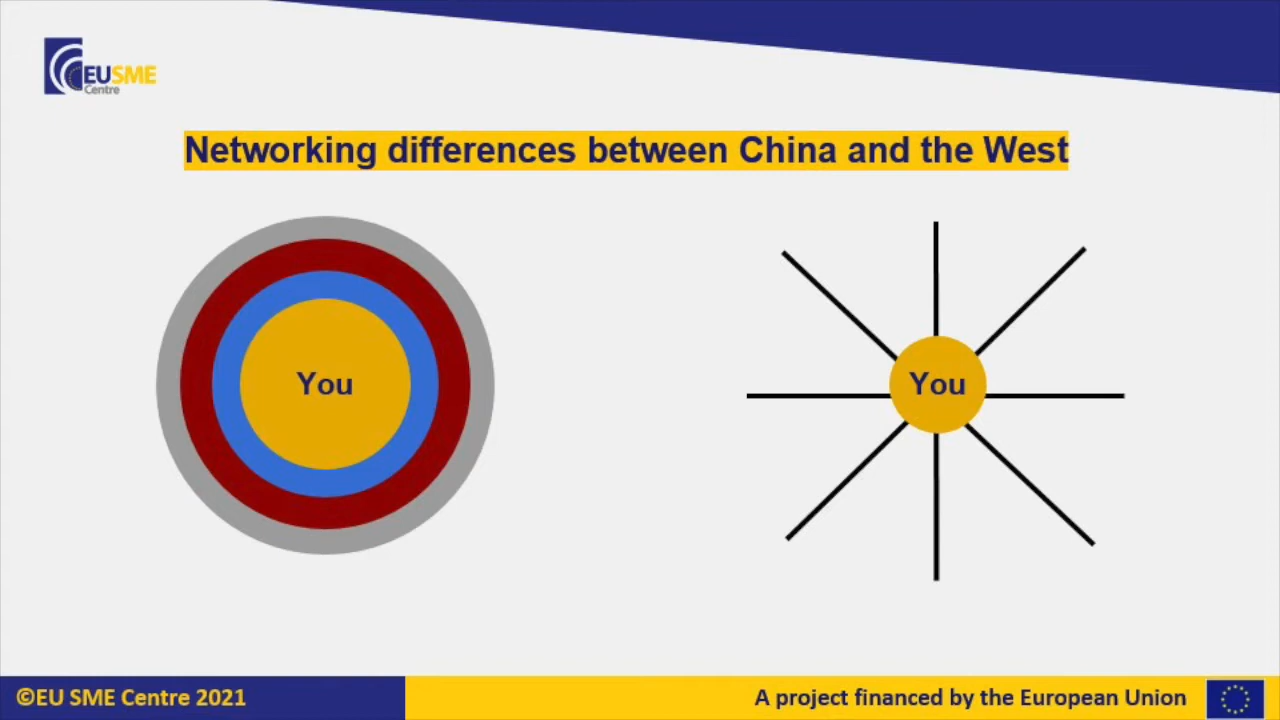 EUSME
Centre
Networking differences between China and the West
You
You
©EU SME Centre 2021
A project financed by the European Union